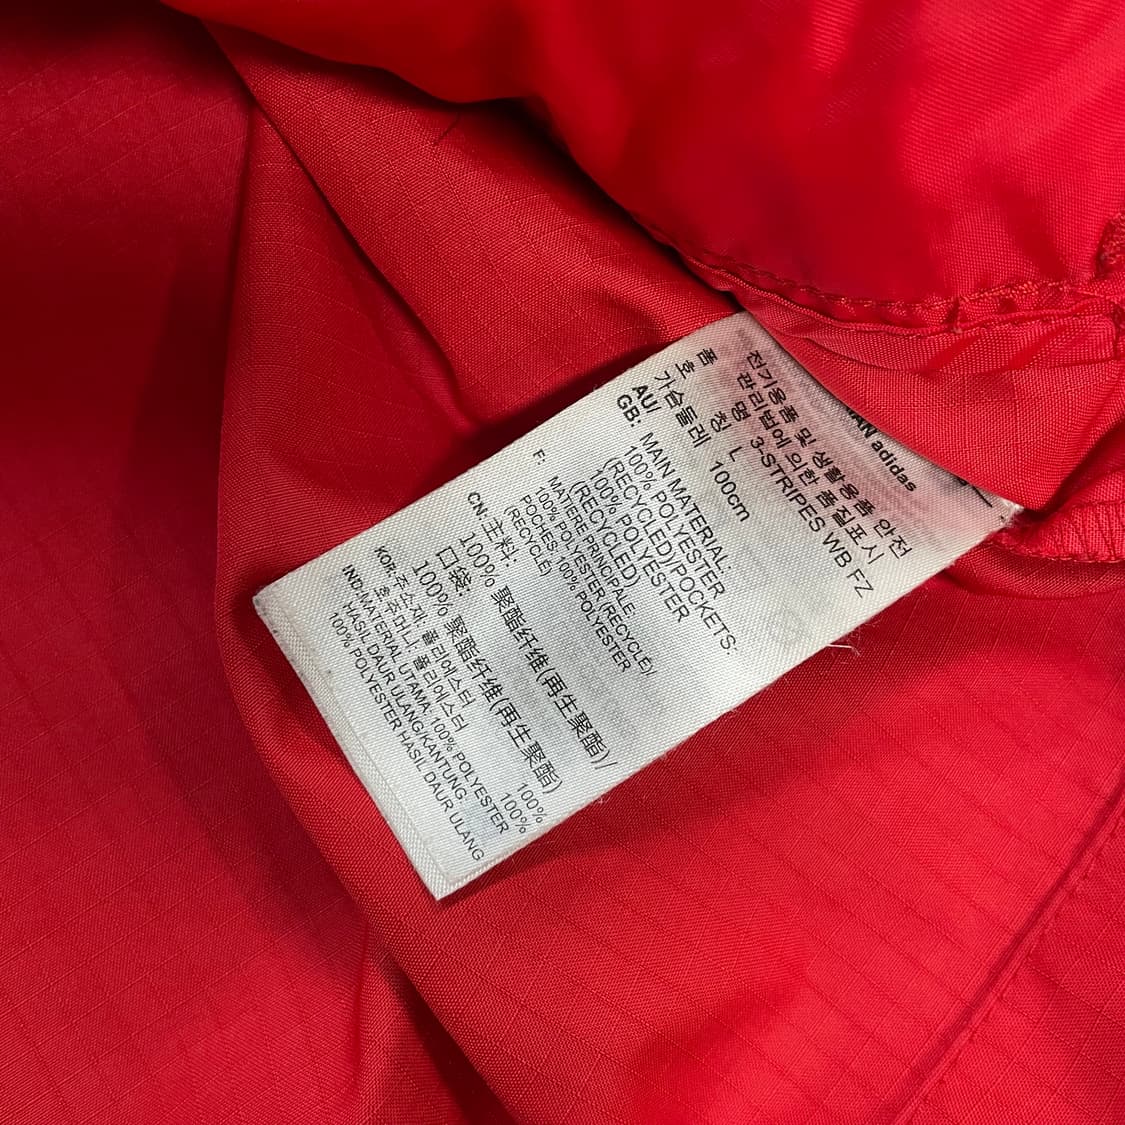 AN adidas
전기용품 및 생활용품 안전
관리법에 의한 품질표시
품 명 3-STRIPES WB FZ
호 칭 L
가슴둘레 100cm
AU/
GB: MAIN MATERIAL:
100% POLYESTER
(RECYCLED)/POCKETS:
100% POLYESTER
(RECYCLED)
F: MATERE PRINCIPALE:
100% POLYESTER (RECYCLE)/
POCHES: 100% POLYESTER
(RECYCLE)
CN: 主料:
100% 聚酯纤维(再生聚酯)/
口袋:
100% 聚酯纤维(再生聚酯)
KOR: 주소재, 폴리에스터 100%
호,주머니: 폴리에스터 100%
IND:MATERIAL UTAMA: 100% POLYESTER
HASIL DAUR ULANG/KANTUNG:
100% POLYESTER HASIL DAUR ULANG